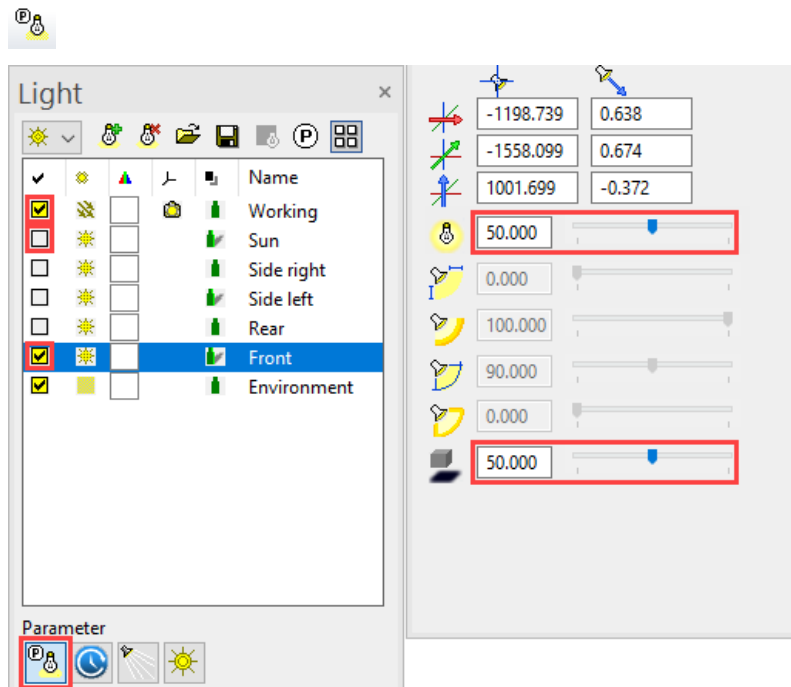 P
Light
×
P
Name
Working
Sun
Side right
Side left
Rear
Front
Environment
Parameter
P
-1198.739 0.638
-1558.099 0.674
1001.699 -0.372
50.000
0.000
100.000
90.000
0.000
50.000